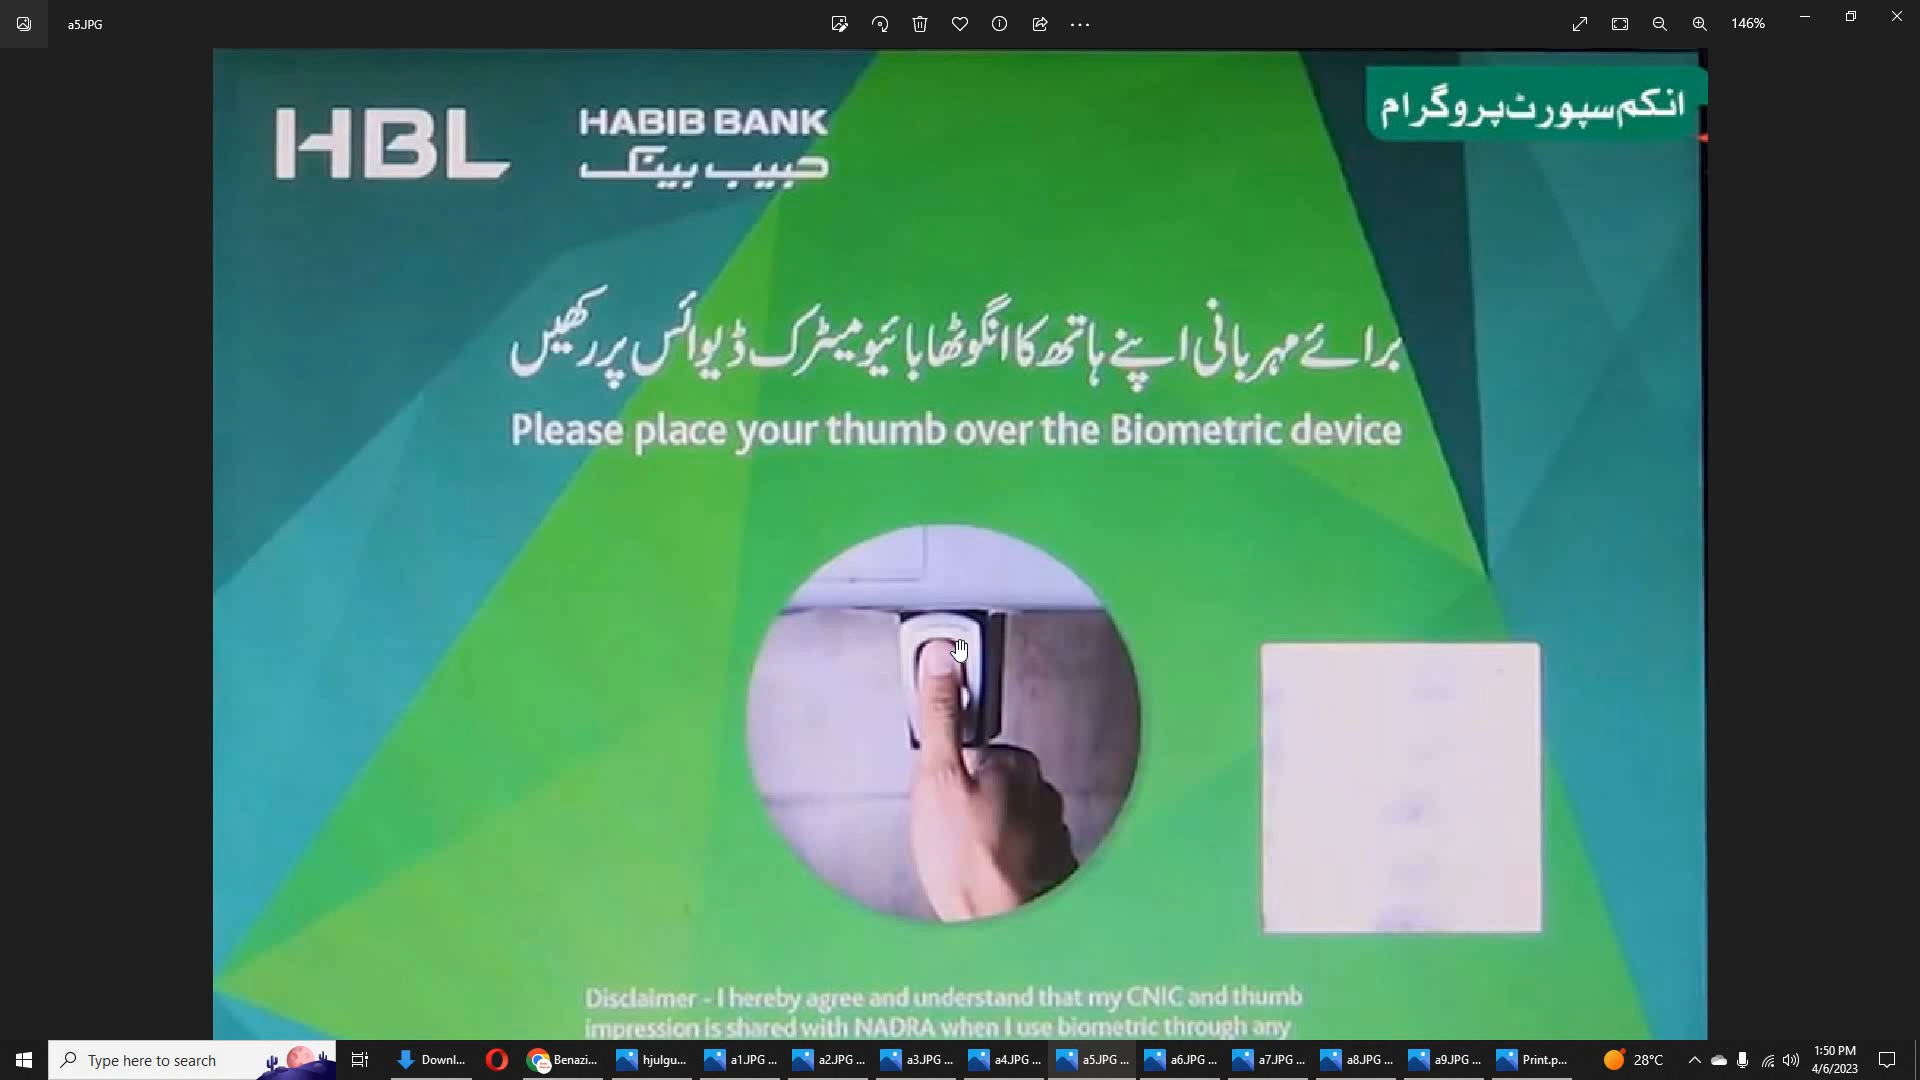 a5.JPG
146%
HBL
HABIB BANK
حبیب بینک
انکم سپورٹ پروگرام
برائے مہربانی اپنے ہاتھ کا انگوٹھا بائیو میٹرک ڈیوائس پر رکھیں
Please place your thumb over the Biometric device
Disclaimer - I hereby agree and understand that my CNIC and thumb
impression is shared with NADRA when I use biometric through any
Type here to search
Downl...
Benazi...
hjulgu...
a1.JPG ...
a2.JPG ...
a3.JPG ...
a4.JPG ...
a5.JPG ...
a6.JPG ...
a7.JPG ...
a8.JPG ...
a9.JPG ...
Print.p...
28°C
1:50 PM
4/6/2023